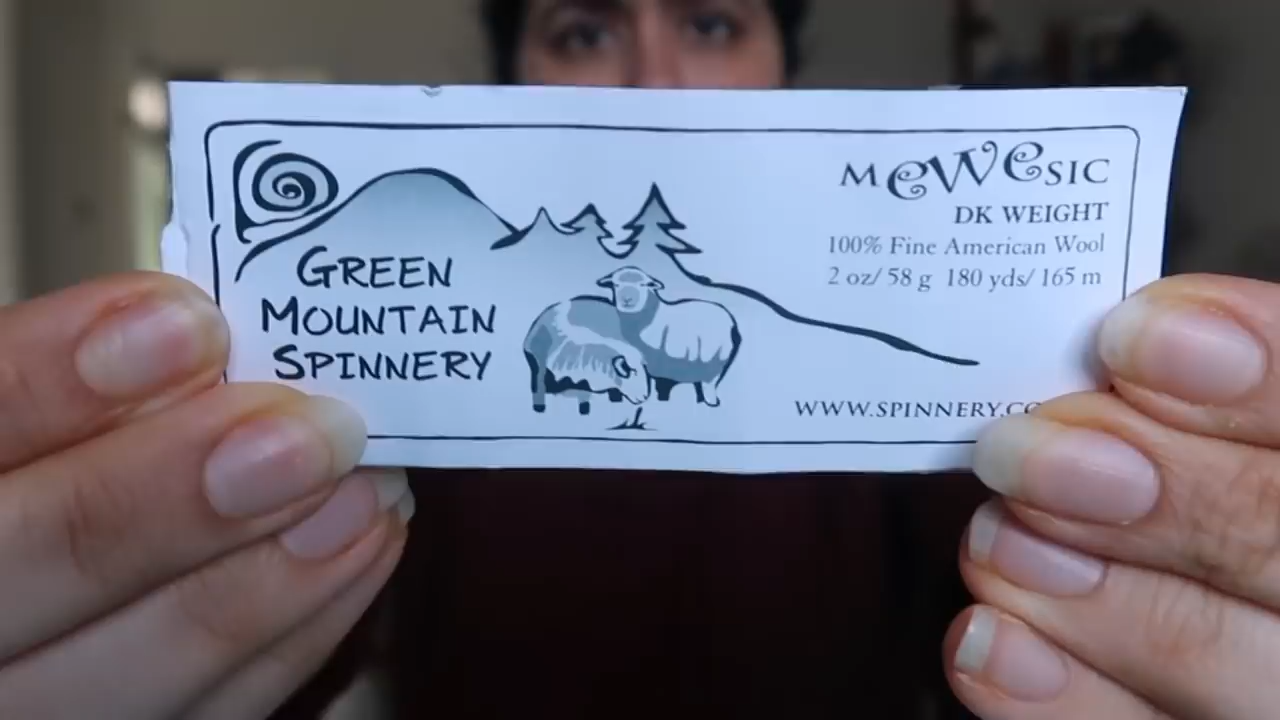 GREEN
MOUNTAIN
SPINNERY
MEWESIC
DK WEIGHT
100% Fine American Wool
2 oz/ 58 g 180 yds/ 165 m